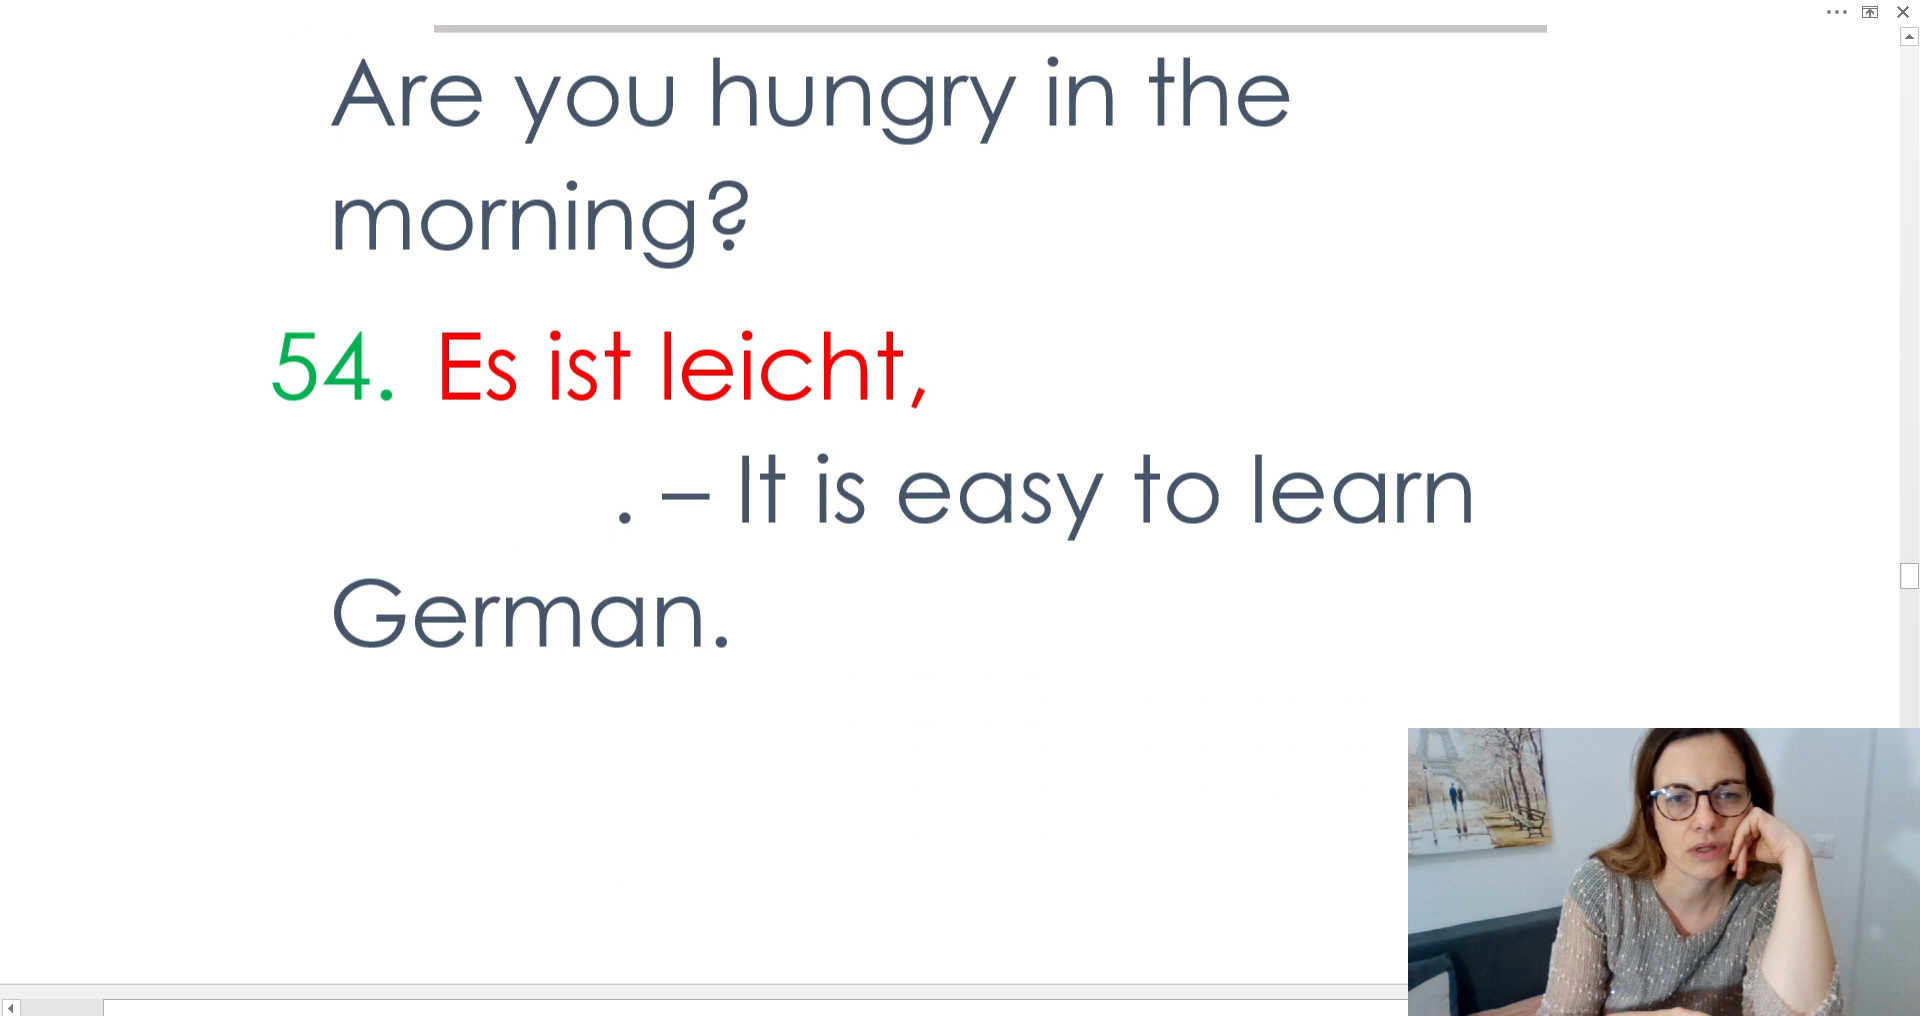 Are you hungry in the
morning?
54. Es ist leicht,
. – It is easy to learn
German.